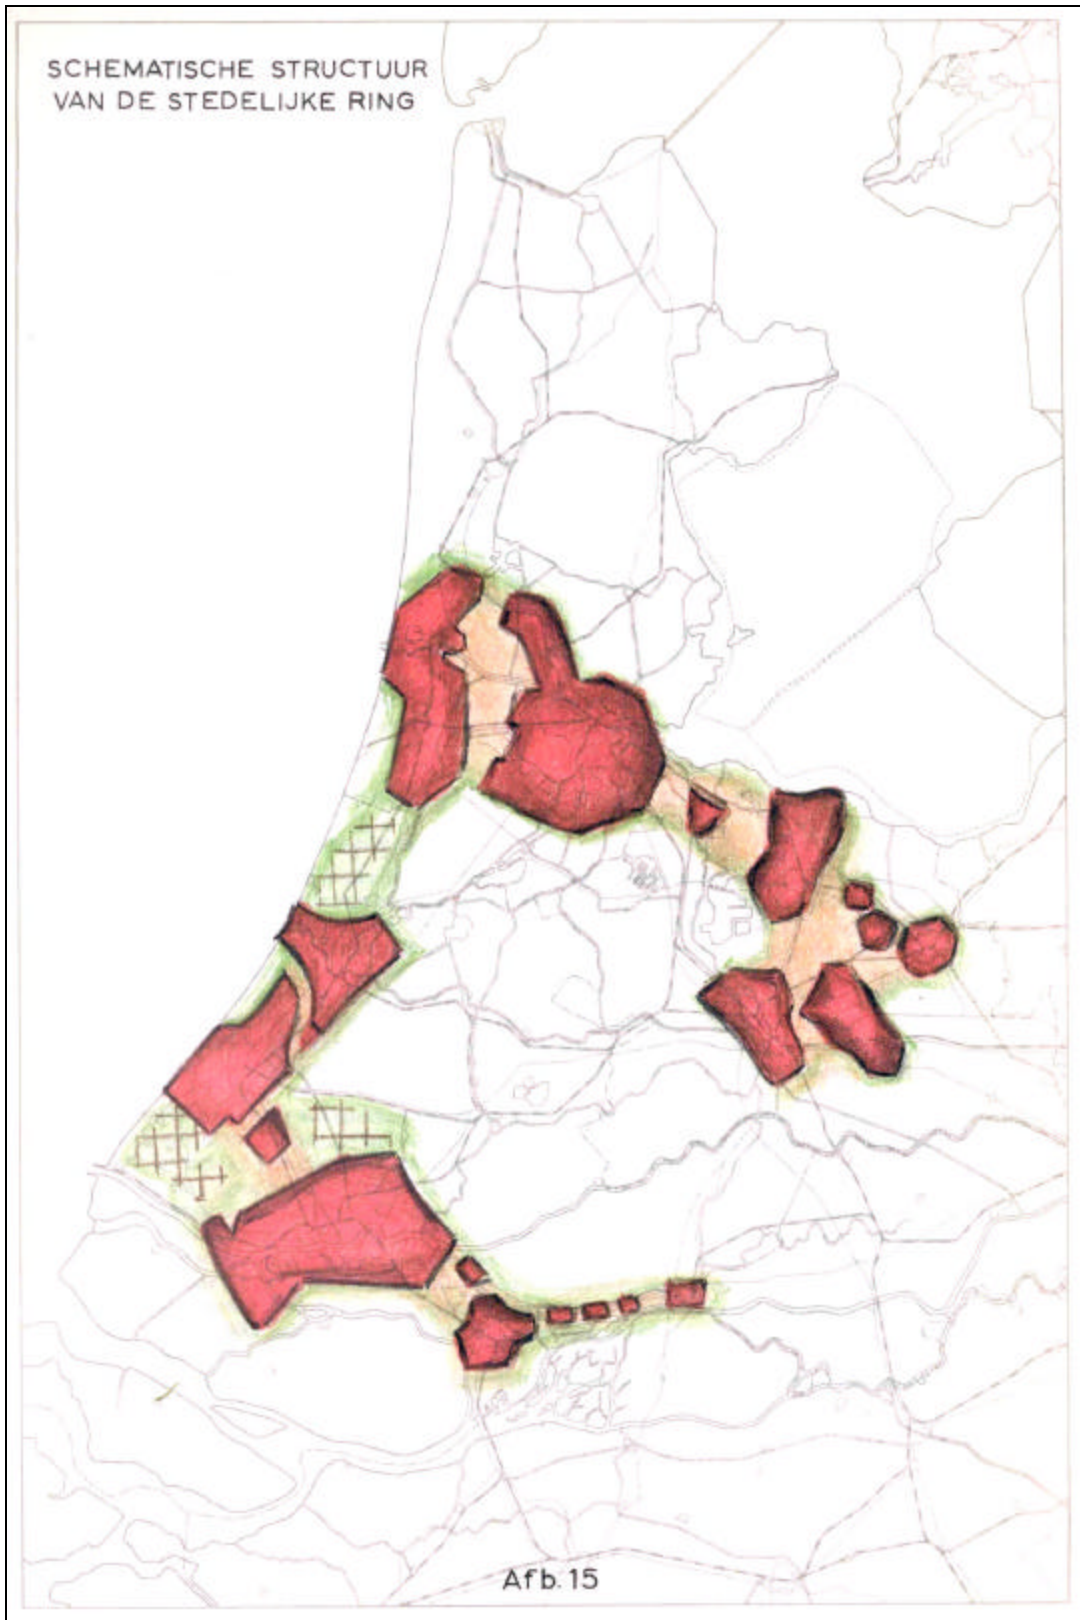 SCHEMATISCHE STRUCTUUR
VAN DE STEDELIJKE RING
Afb. 15